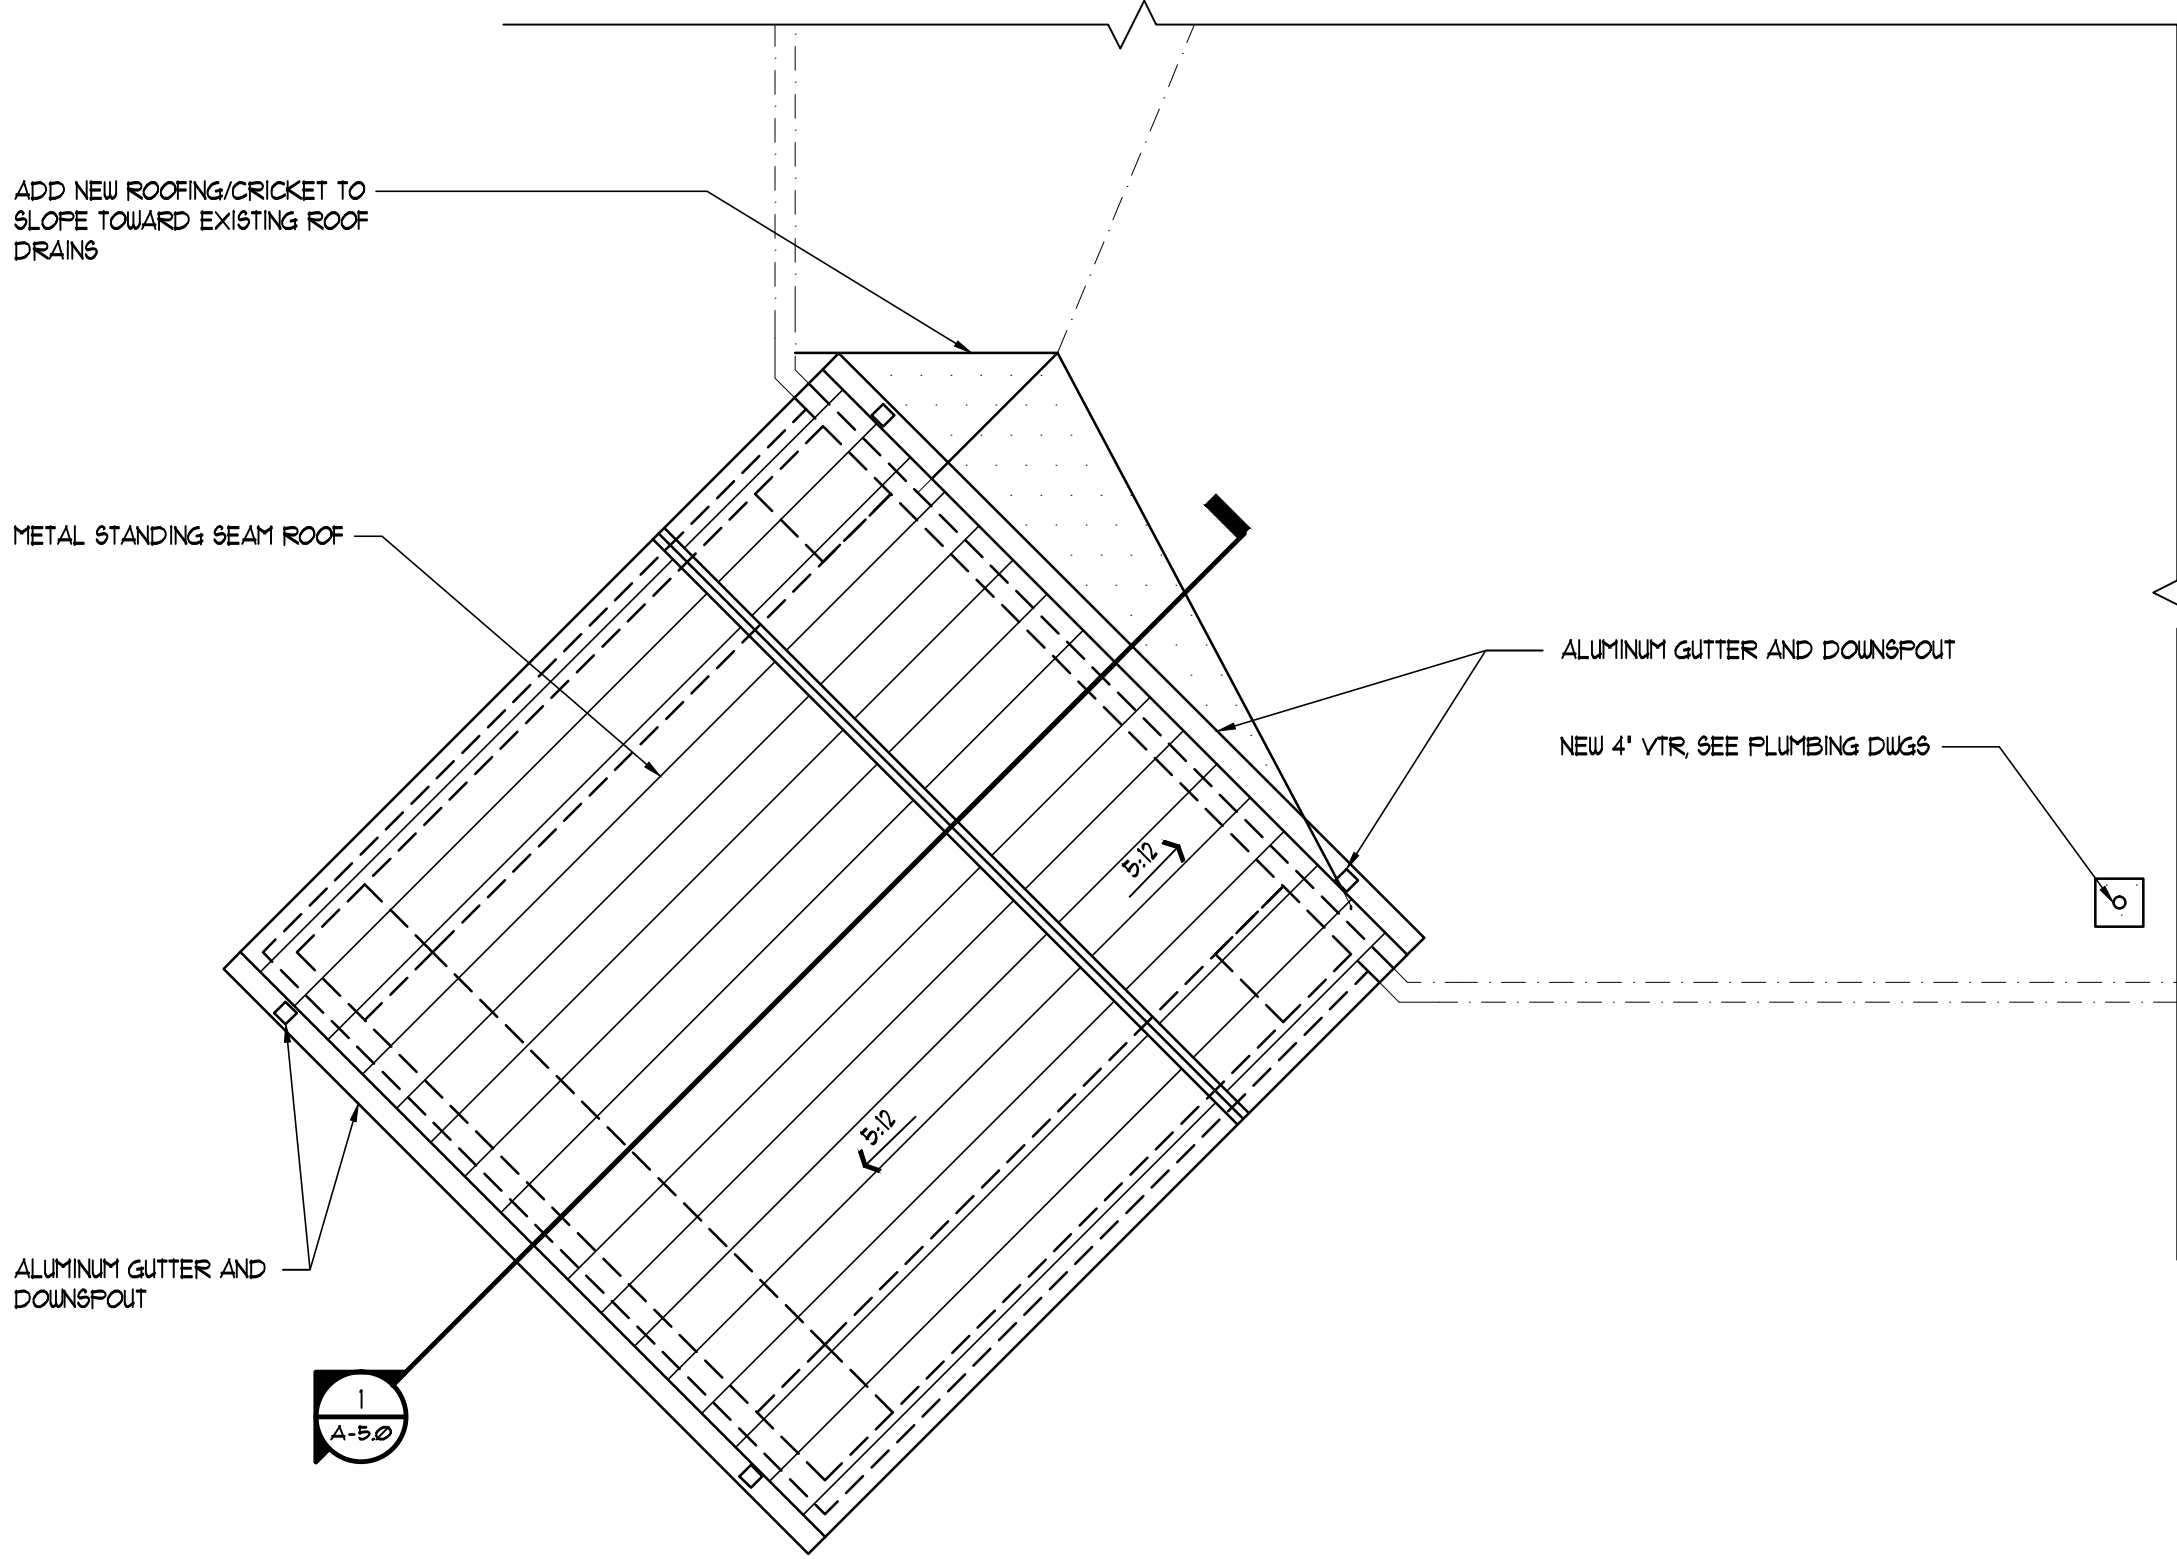 ADD NEW ROOFING/CRICKET TO
SLOPE TOWARD EXISTING ROOF
DRAINS
METAL STANDING SEAM ROOF
ALUMINUM GUTTER AND DOWNSPOUT
NEW 4" VTR, SEE PLUMBING DWGS
5:12
5:12
ALUMINUM GUTTER AND
DOWNSPOUT
1
A-5.0